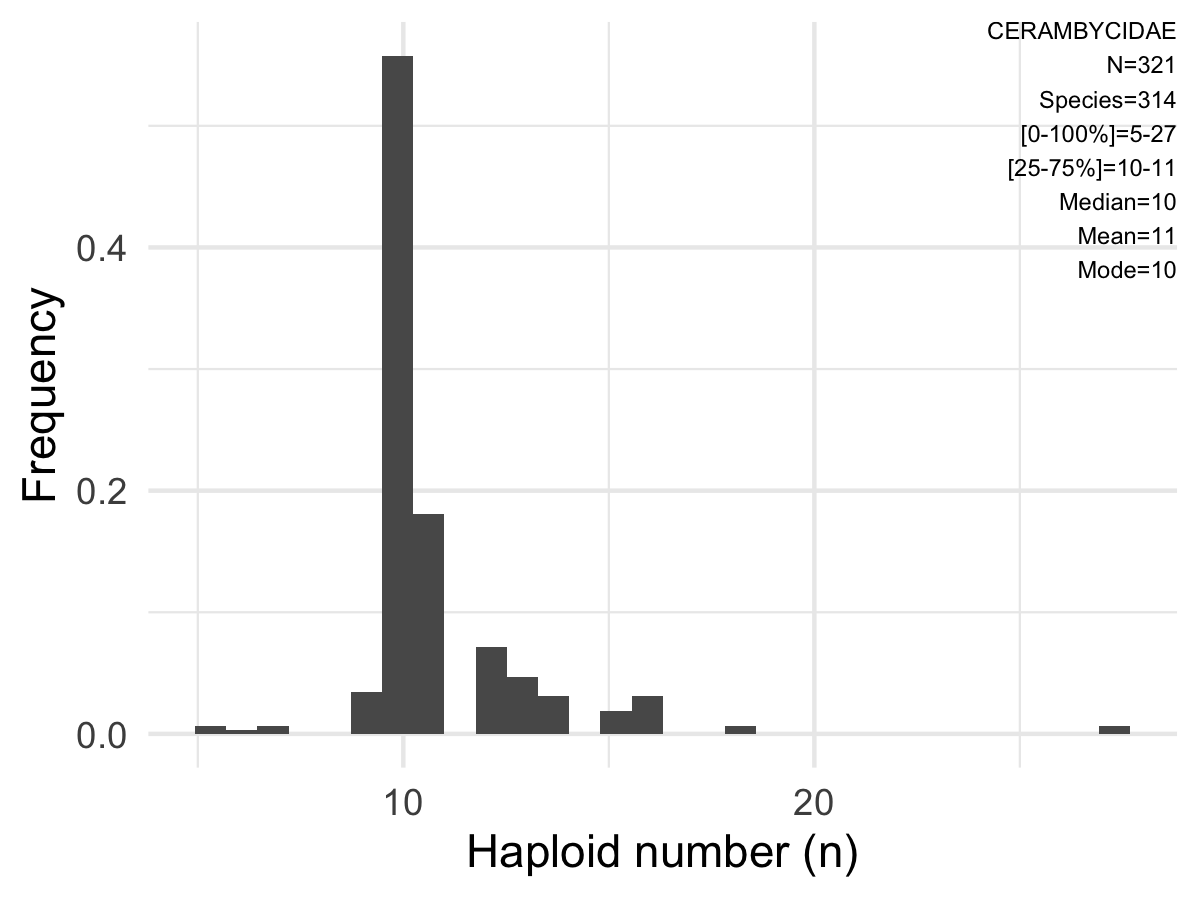 CERAMBYCIDAE
N=321
Species=314
[0-100%]=5-27
[25-75%]=10-11
Median=10
Mean=11
Mode=10
Frequency
0.4
0.2
0.0
10 20
Haploid number (n)